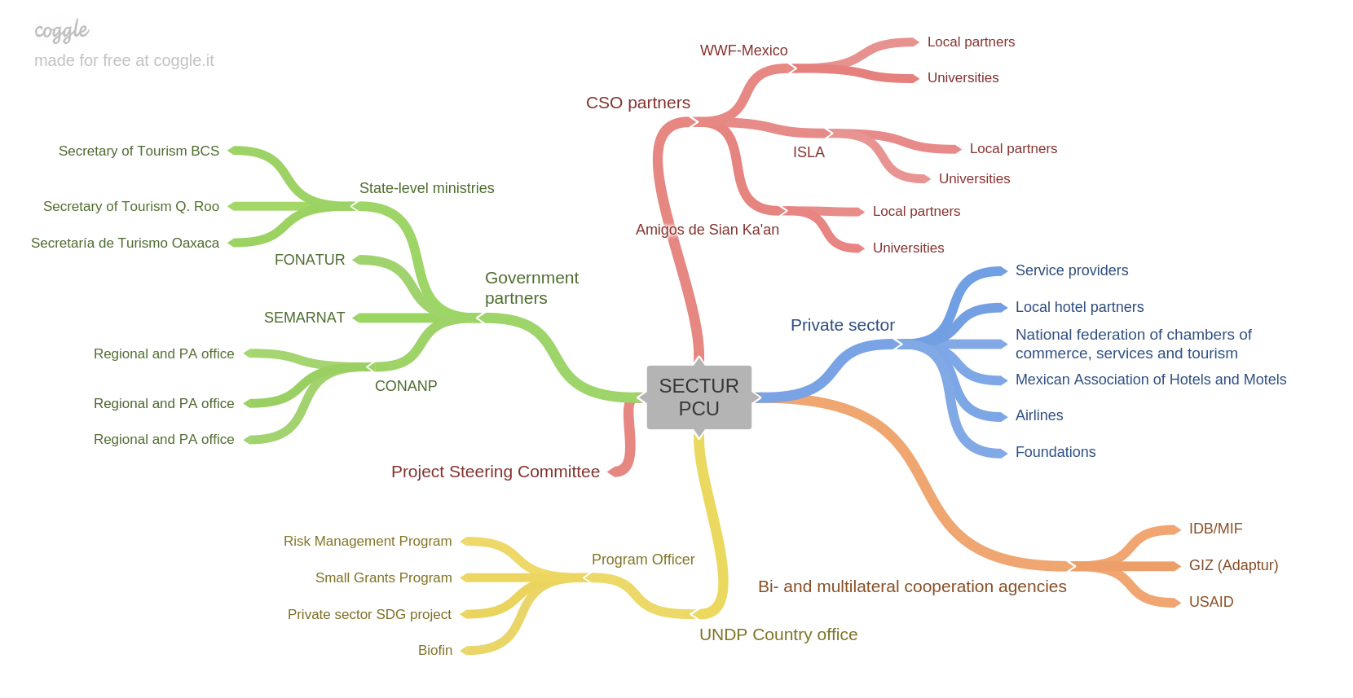 coggle
made for free at coggle.it
SECTUR
PCU
CSO partners
WWF-Mexico
Local partners
Universities
ISLA
Local partners
Universities
Amigos de Sian Ka'an
Local partners
Universities
Private sector
Service providers
Local hotel partners
National federation of chambers of
commerce, services and tourism
Mexican Association of Hotels and Motels
Airlines
Foundations
Bi- and multilateral cooperation agencies
IDB/MIF
GIZ (Adaptur)
USAID
UNDP Country office
Program Officer
Risk Management Program
Small Grants Program
Private sector SDG project
Biofin
Project Steering Committee
Government
partners
State-level ministries
Secretary of Tourism BCS
Secretary of Tourism Q. Roo
Secretaría de Turismo Oaxaca
FONATUR
SEMARNAT
CONANP
Regional and PA office
Regional and PA office
Regional and PA office